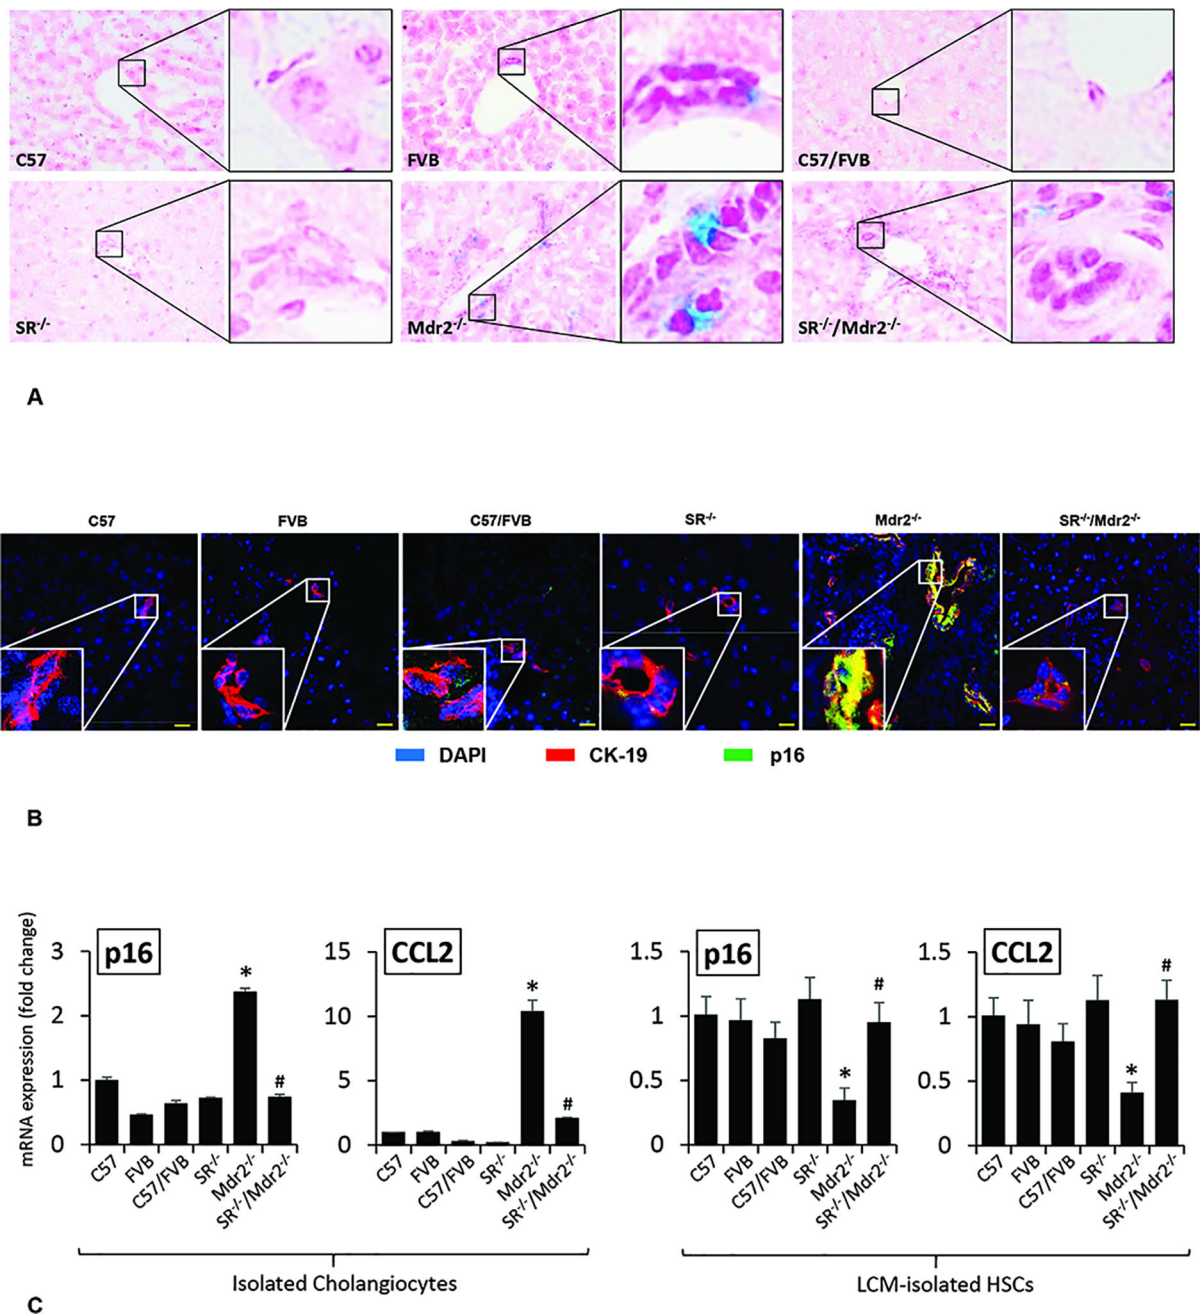 C57
FVB
C57/FVB
SR-/-
Mdr2-/-
SR-/-/Mdr2-/-
A
C57 FVB C57/FVB SR-/- Mdr2-/- SR-/-/Mdr2-/-
DAPI CK-19 p16
B
mRNA expression (fold change)
p16
3
2
1
0
*
#
C57 FVB C57/FVB SR-/- Mdr2-/- SR-/-/Mdr2-/-
CCL2
15
10
5
0
*
#
C57 FVB C57/FVB SR-/- Mdr2-/- SR-/-/Mdr2-/-
Isolated Cholangiocytes
p16
1.5
1
0.5
0
*
#
C57 FVB C57/FVB SR-/- Mdr2-/- SR-/-/Mdr2-/-
CCL2
1.5
1
0.5
0
*
#
C57 FVB C57/FVB SR-/- Mdr2-/- SR-/-/Mdr2-/-
LCM-isolated HSCs
C